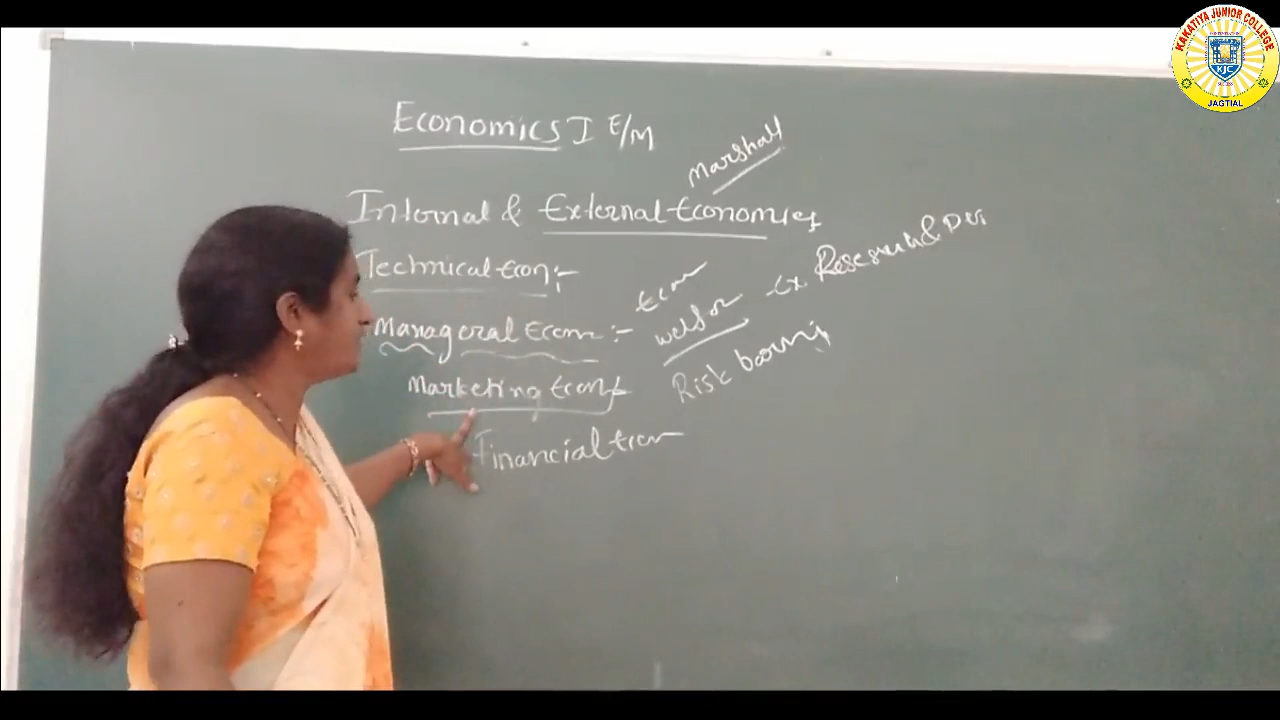 KAKATIYA JUNIOR COLLEGE
KJC
JAGTIAL
Economics I E/M
Marshall
Internal & External Economies
Technical Econ :-
Manageral Econ :- Econ
welfare Ex. Research & Dev
Marketing Econ :- Risk bearing
Financial Econ